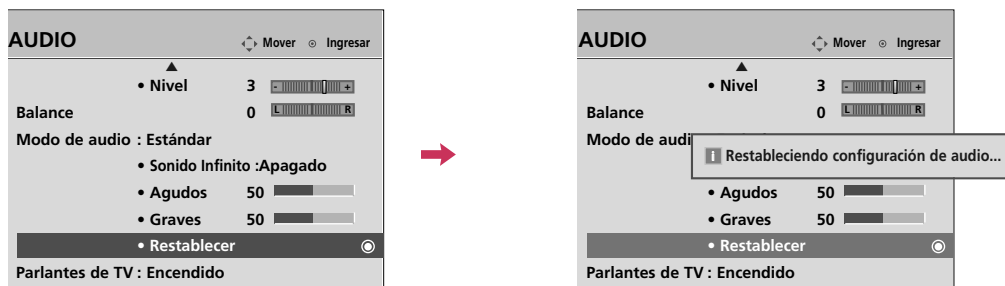 AUDIO
Mover Ingresar
• Nivel 3 - +
Balance 0 L R
Modo de audio : Estándar
• Sonido Infinito :Apagado
• Agudos 50
• Graves 50
• Restablecer
Parlantes de TV : Encendido
AUDIO
Mover Ingresar
• Nivel 3 - +
Balance 0 L R
Modo de audi
i Restableciendo configuración de audio...
• Agudos 50
• Graves 50
• Restablecer
Parlantes de TV : Encendido